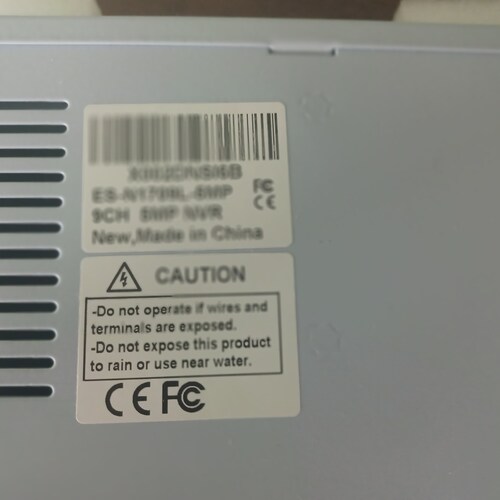 FC
CE
9CH 8MP NVR
New,Made in China
CAUTION
-Do not operate if wires and
terminals are exposed.
-Do not expose this product
to rain or use near water.
CE FC